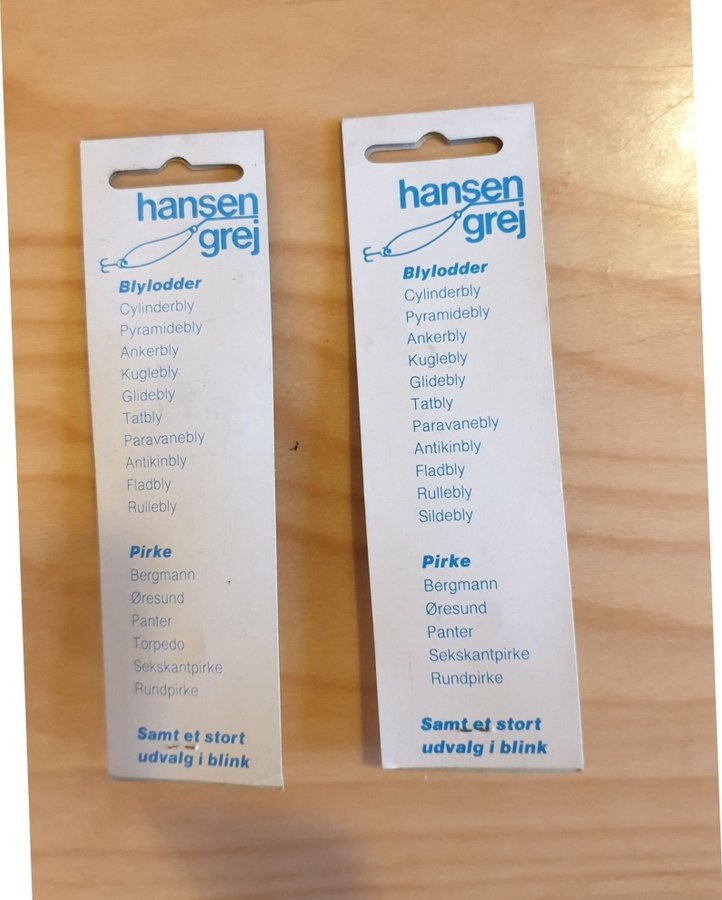 hansen
grej
Blylodder
Cylinderbly
Pyramidebly
Ankerbly
Kuglebly
Glidebly
Tatbly
Paravanebly
Antikinbly
Fladbly
Rullebly
Pirke
Bergmann
Øresund
Panter
Torpedo
Sekskantpirke
Rundpirke
Samt et stort
udvalg i blink
hansen
grej
Blylodder
Cylinderbly
Pyramidebly
Ankerbly
Kuglebly
Glidebly
Tatbly
Paravanebly
Antikinbly
Fladbly
Rullebly
Sildebly
Pirke
Bergmann
Øresund
Panter
Sekskantpirke
Rundpirke
Samt et stort
udvalg i blink